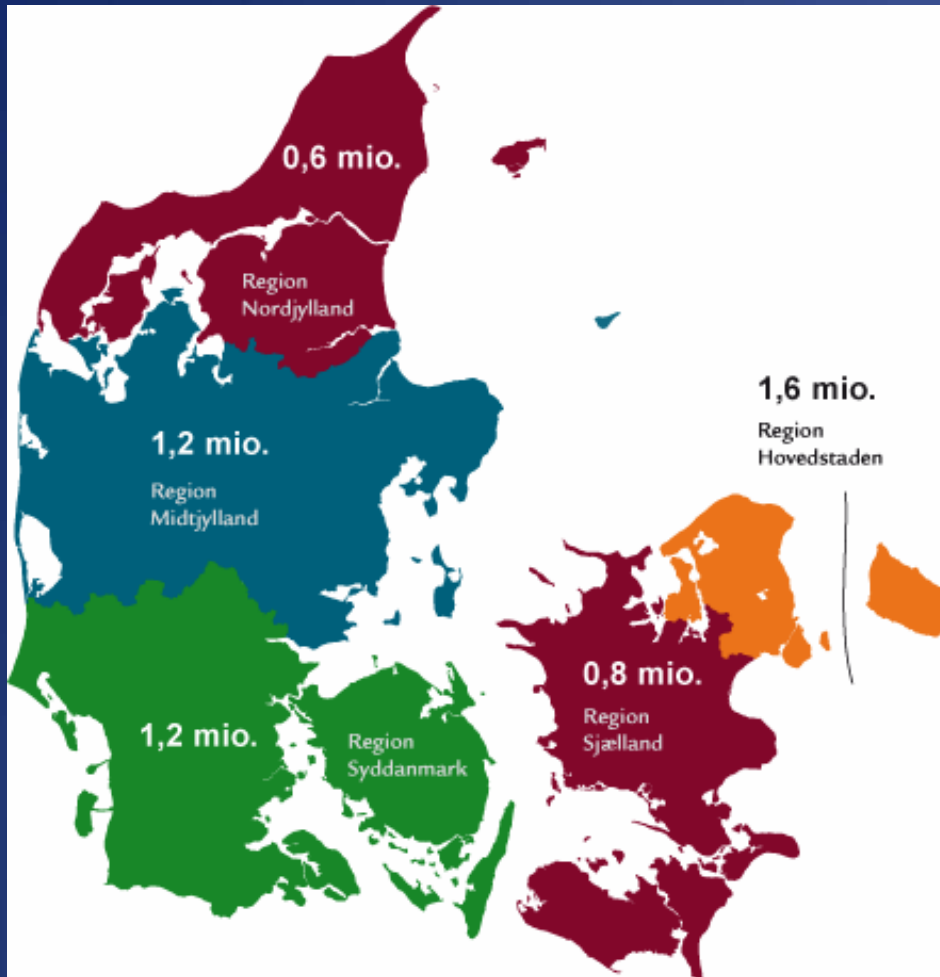 0,6 mio.
Region
Nordjylland
1,6 mio.
Region
Hovedstaden
1,2 mio.
Region
Midtjylland
0,8 mio.
Region
Sjælland
1,2 mio.
Region
Syddanmark